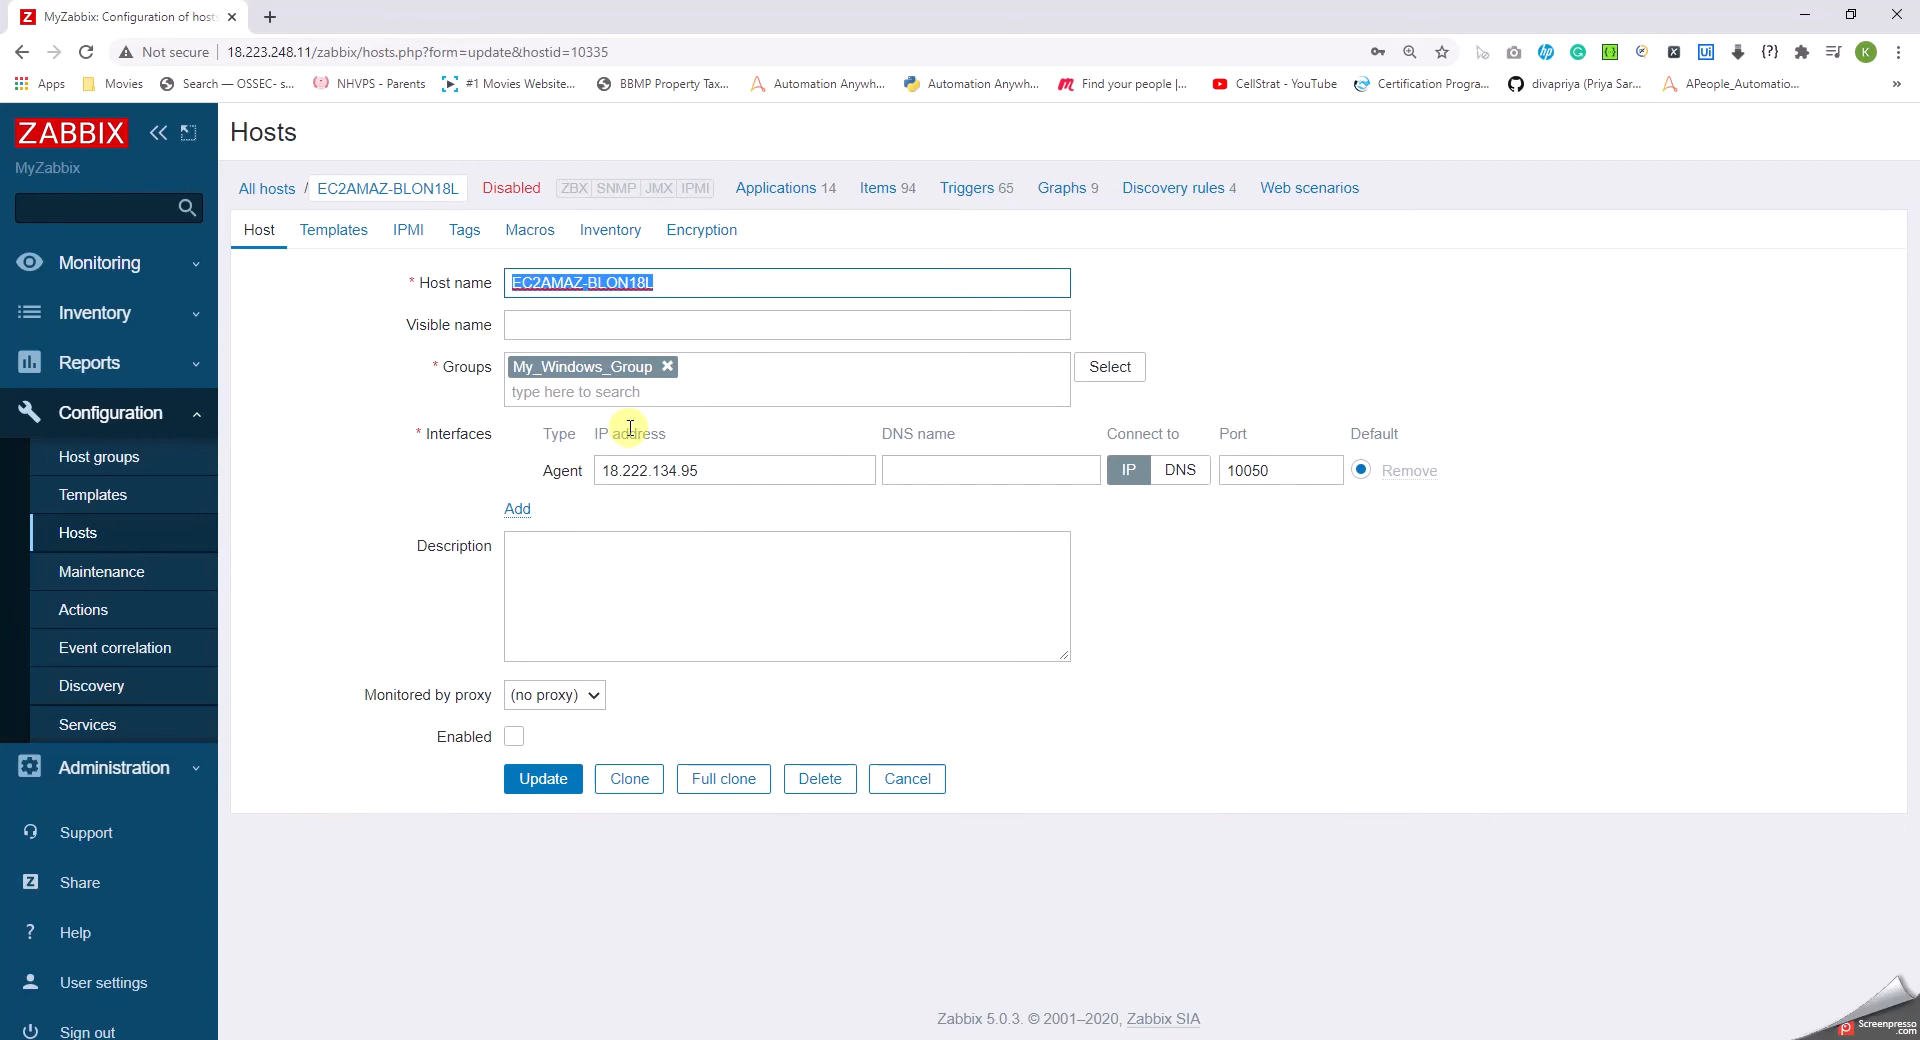 MyZabbix: Configuration of hosts
Not secure 18.223.248.11/zabbix/hosts.php?form=update&hostid=10335
K
Apps Movies Search — OSSEC- s... NHVPS - Parents #1 Movies Website... BBMP Property Tax... Automation Anywh... Automation Anywh... Find your people |... CellStrat - YouTube Certification Progra... divapriya (Priya Sar... APeople_Automatio... »
ZABBIX
MyZabbix
Monitoring
Inventory
Reports
Configuration
Host groups
Templates
Hosts
Maintenance
Actions
Event correlation
Discovery
Services
Administration
Support
Share
Help
User settings
Sign out
Hosts
All hosts / EC2AMAZ-BLON18L Disabled ZBX SNMP JMX IPMI Applications 14 Items 94 Triggers 65 Graphs 9 Discovery rules 4 Web scenarios
Host Templates IPMI Tags Macros Inventory Encryption
* Host name EC2AMAZ-BLON18L
Visible name
* Groups My_Windows_Group Select
type here to search
* Interfaces Type IP address DNS name Connect to Port Default
Agent 18.222.134.95 IP DNS 10050 Remove
Add
Description
Monitored by proxy (no proxy)
Enabled
Update Clone Full clone Delete Cancel
Zabbix 5.0.3. © 2001–2020, Zabbix SIA
Screenpresso
.com